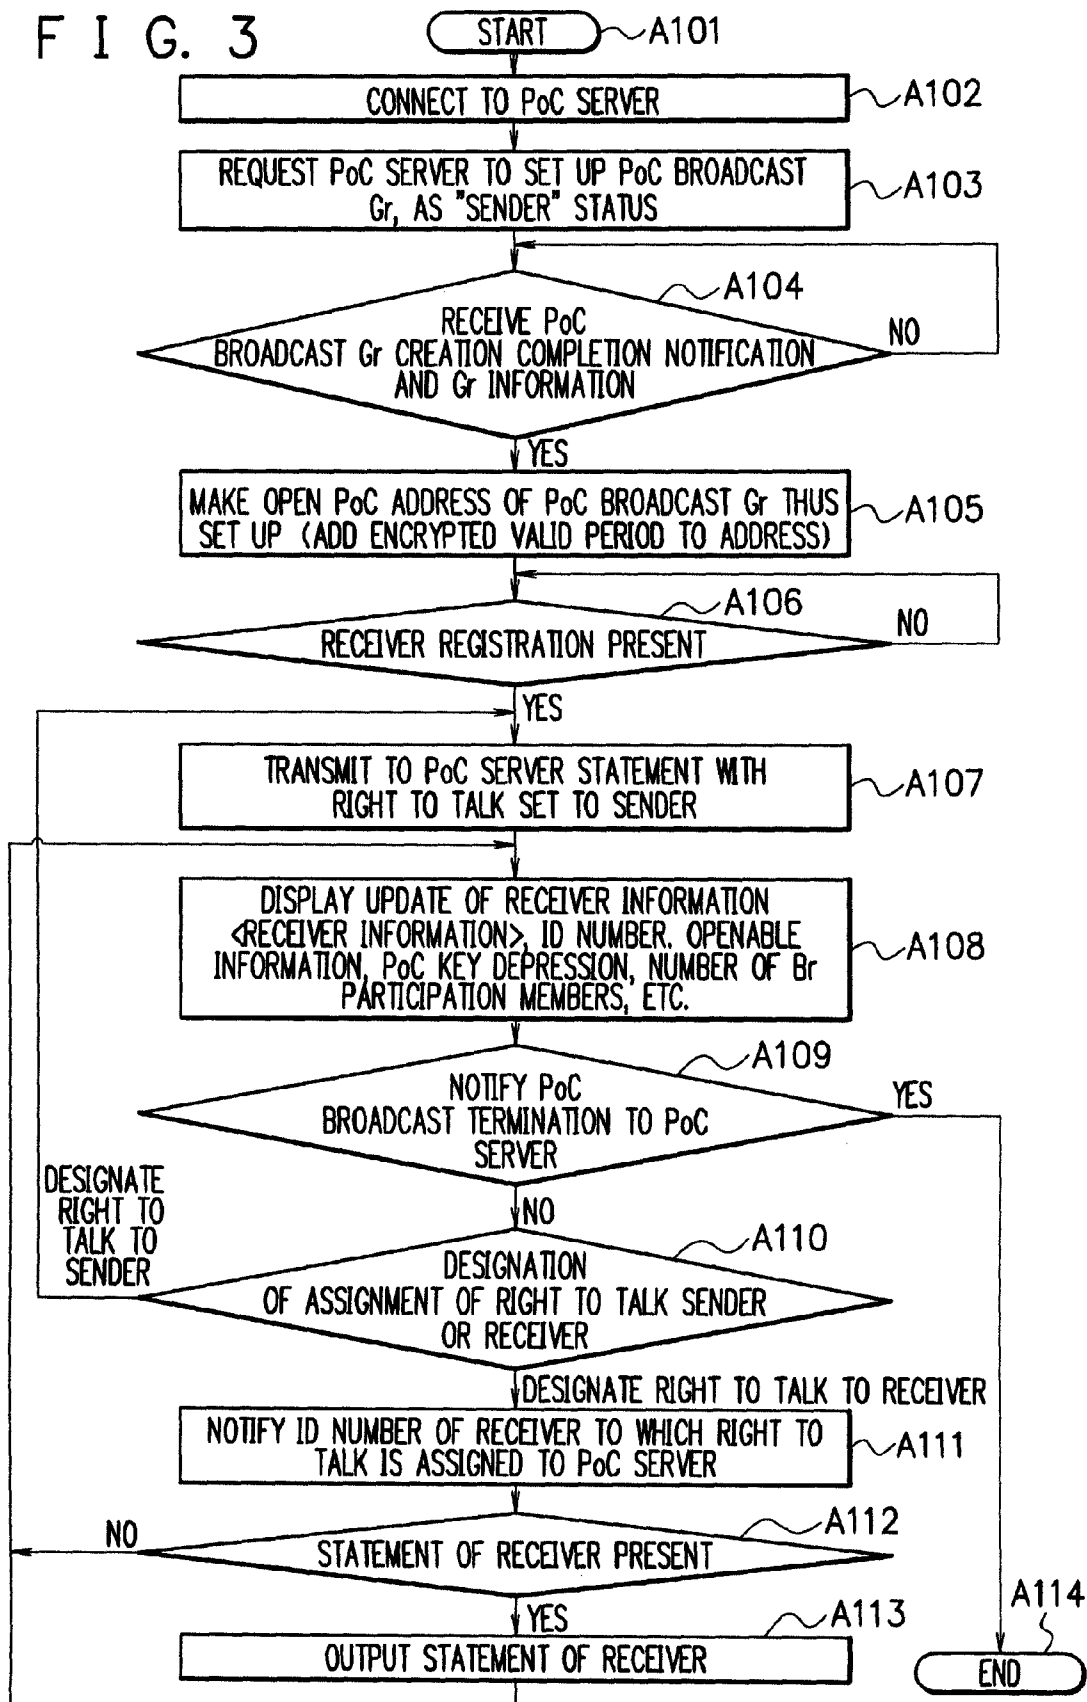 FIG. 3
START
A101
CONNECT TO PoC SERVER
A102
REQUEST PoC SERVER TO SET UP PoC BROADCAST
Gr, AS "SENDER" STATUS
A103
A104
RECEIVE PoC
BROADCAST Gr CREATION COMPLETION NOTIFICATION
AND Gr INFORMATION
NO
YES
MAKE OPEN PoC ADDRESS OF PoC BROADCAST Gr THUS
SET UP (ADD ENCRYPTED VALID PERIOD TO ADDRESS)
A105
A106
RECEIVER REGISTRATION PRESENT
NO
YES
TRANSMIT TO PoC SERVER STATEMENT WITH
RIGHT TO TALK SET TO SENDER
A107
DISPLAY UPDATE OF RECEIVER INFORMATION
<RECEIVER INFORMATION>, ID NUMBER. OPENABLE
INFORMATION, PoC KEY DEPRESSION, NUMBER OF Br
PARTICIPATION MEMBERS, ETC.
A108
A109
NOTIFY PoC
BROADCAST TERMINATION TO PoC
SERVER
YES
NO
DESIGNATE
RIGHT TO
TALK TO
SENDER
A110
DESIGNATION
OF ASSIGNMENT OF RIGHT TO TALK SENDER
OR RECEIVER
DESIGNATE RIGHT TO TALK TO RECEIVER
NOTIFY ID NUMBER OF RECEIVER TO WHICH RIGHT TO
TALK IS ASSIGNED TO PoC SERVER
A111
A112
STATEMENT OF RECEIVER PRESENT
NO
YES
A113
OUTPUT STATEMENT OF RECEIVER
A114
END